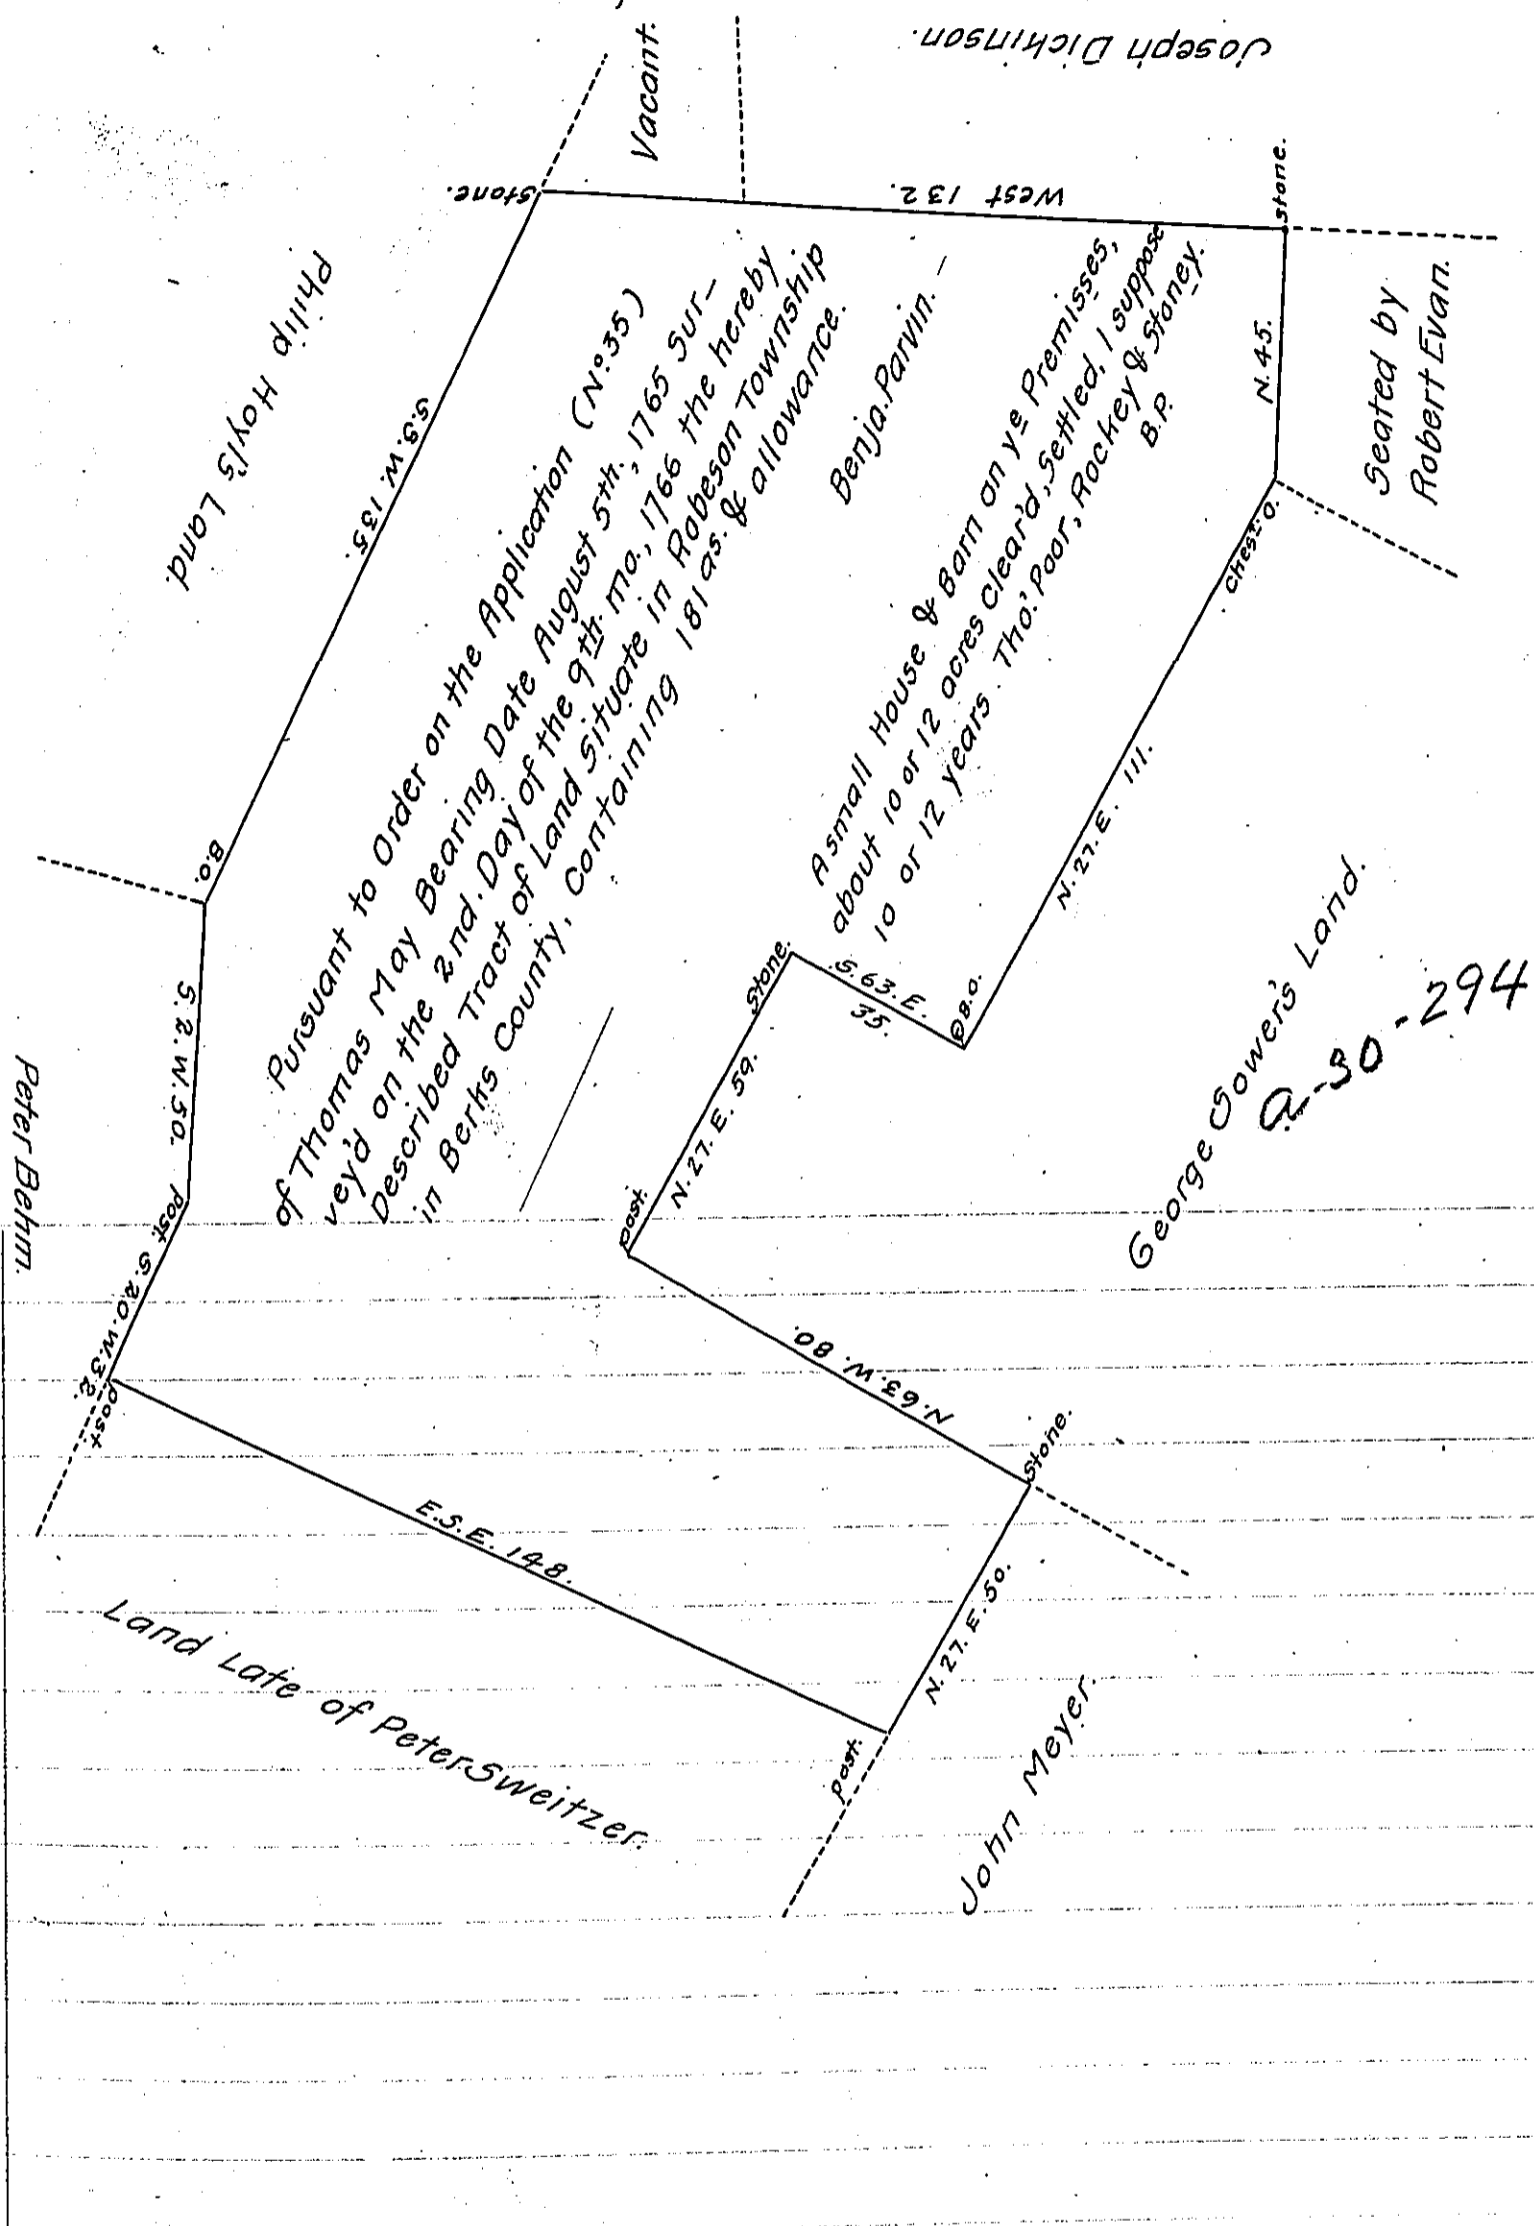 Joseph Dickinson.
Vacant.
Stone.
West 132.
Stone.
N. 45.
Seated by
Robert Evan.
Chest. o.
N. 27. E. 111.
B.o.
S. 63. E.
35.
Stone.
N. 27. E. 59.
post.
N. 63. W. 80.
Stone.
N. 27. E. 50.
post.
E.S.E. 148.
post.
S. 20. W. 32.
post
S. 2. W. 50.
B.o.
S.S.W. 135.
Philip Hoyl's Land.
Peter Behm.
Pursuant to Order on the Application (No: 35)
of Thomas May Bearing Date August 5th, 1765 Sur-
vey'd on the 2nd. Day of the 9th. mo., 1766 the hereby
Described Tract of Land Situate in Robeson Township
in Berks County, Containing 181 as. & allowance.
Benja. Parvin.
A small House & Barn on ye Premisses,
about 10 or 12 acres Clear'd, Settled, I suppose
10 or 12 years. Tho: Poor, Rockey & Stoney.
B.P.
George Sower's Land.
a-30-294
John Meyer.
Land Late of Peter Sweitzer.